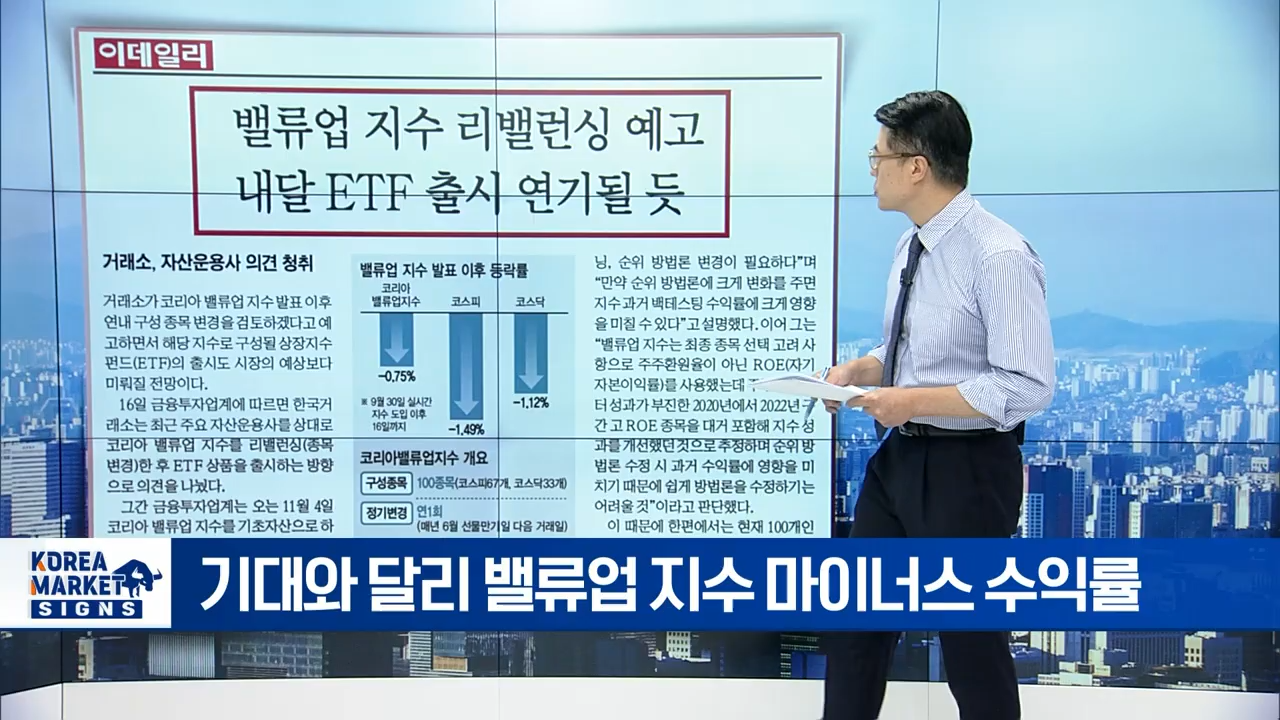 이데일리
밸류업 지수 리밸런싱 예고
내달 ETF 출시 연기될 듯
거래소, 자산운용사 의견 청취
거래소가 코리아 밸류업 지수 발표 이후
연내 구성 종목 변경을 검토하겠다고 예
고하면서 해당 지수로 구성될 상장지수
펀드(ETF)의 출시도 시장의 예상보다
미뤄질 전망이다.
16일 금융투자업계에 따르면 한국거
래소는 최근 주요 자산운용사를 상대로
코리아 밸류업 지수를 리밸런싱(종목
변경)한 후 ETF 상품을 출시하는 방향
으로 의견을 나눴다.
그간 금융투자업계는 오는 11월 4일
코리아 밸류업 지수를 기초자산으로 하
밸류업 지수 발표 이후 등락률
코리아
밸류업지수
코스피
코스닥
-0.75%
-1.49%
-1.12%
※ 9월 30일 실시간
지수 도입 이후
16일까지
코리아밸류업지수 개요
구성종목 100종목(코스피67개, 코스닥33개)
정기변경 연1회
(매년 6월 선물만기일 다음 거래일)
닝, 순위 방법론 변경이 필요하다”며
“만약 순위 방법론에 크게 변화를 주면
지수 과거 백테스팅 수익률에 크게 영향
을 미칠 수 있다”고 설명했다. 이어 그는
“밸류업 지수는 최종 종목 선택 고려 사
항으로 주주환원율이 아닌 ROE(자기
자본이익률)를 사용했는데
터 성과가 부진한 2020년에서 2022년
간 고 ROE 종목을 대거 포함해 지수 성
과를 개선했던 것으로 추정하며 순위 방
법론 수정 시 과거 수익률에 영향을 미
치기 때문에 쉽게 방법론을 수정하기는
어려울 것”이라고 판단했다.
이 때문에 한편에서는 현재 100개인
KOREA
MARKET
SIGNS
기대와 달리 밸류업 지수 마이너스 수익률